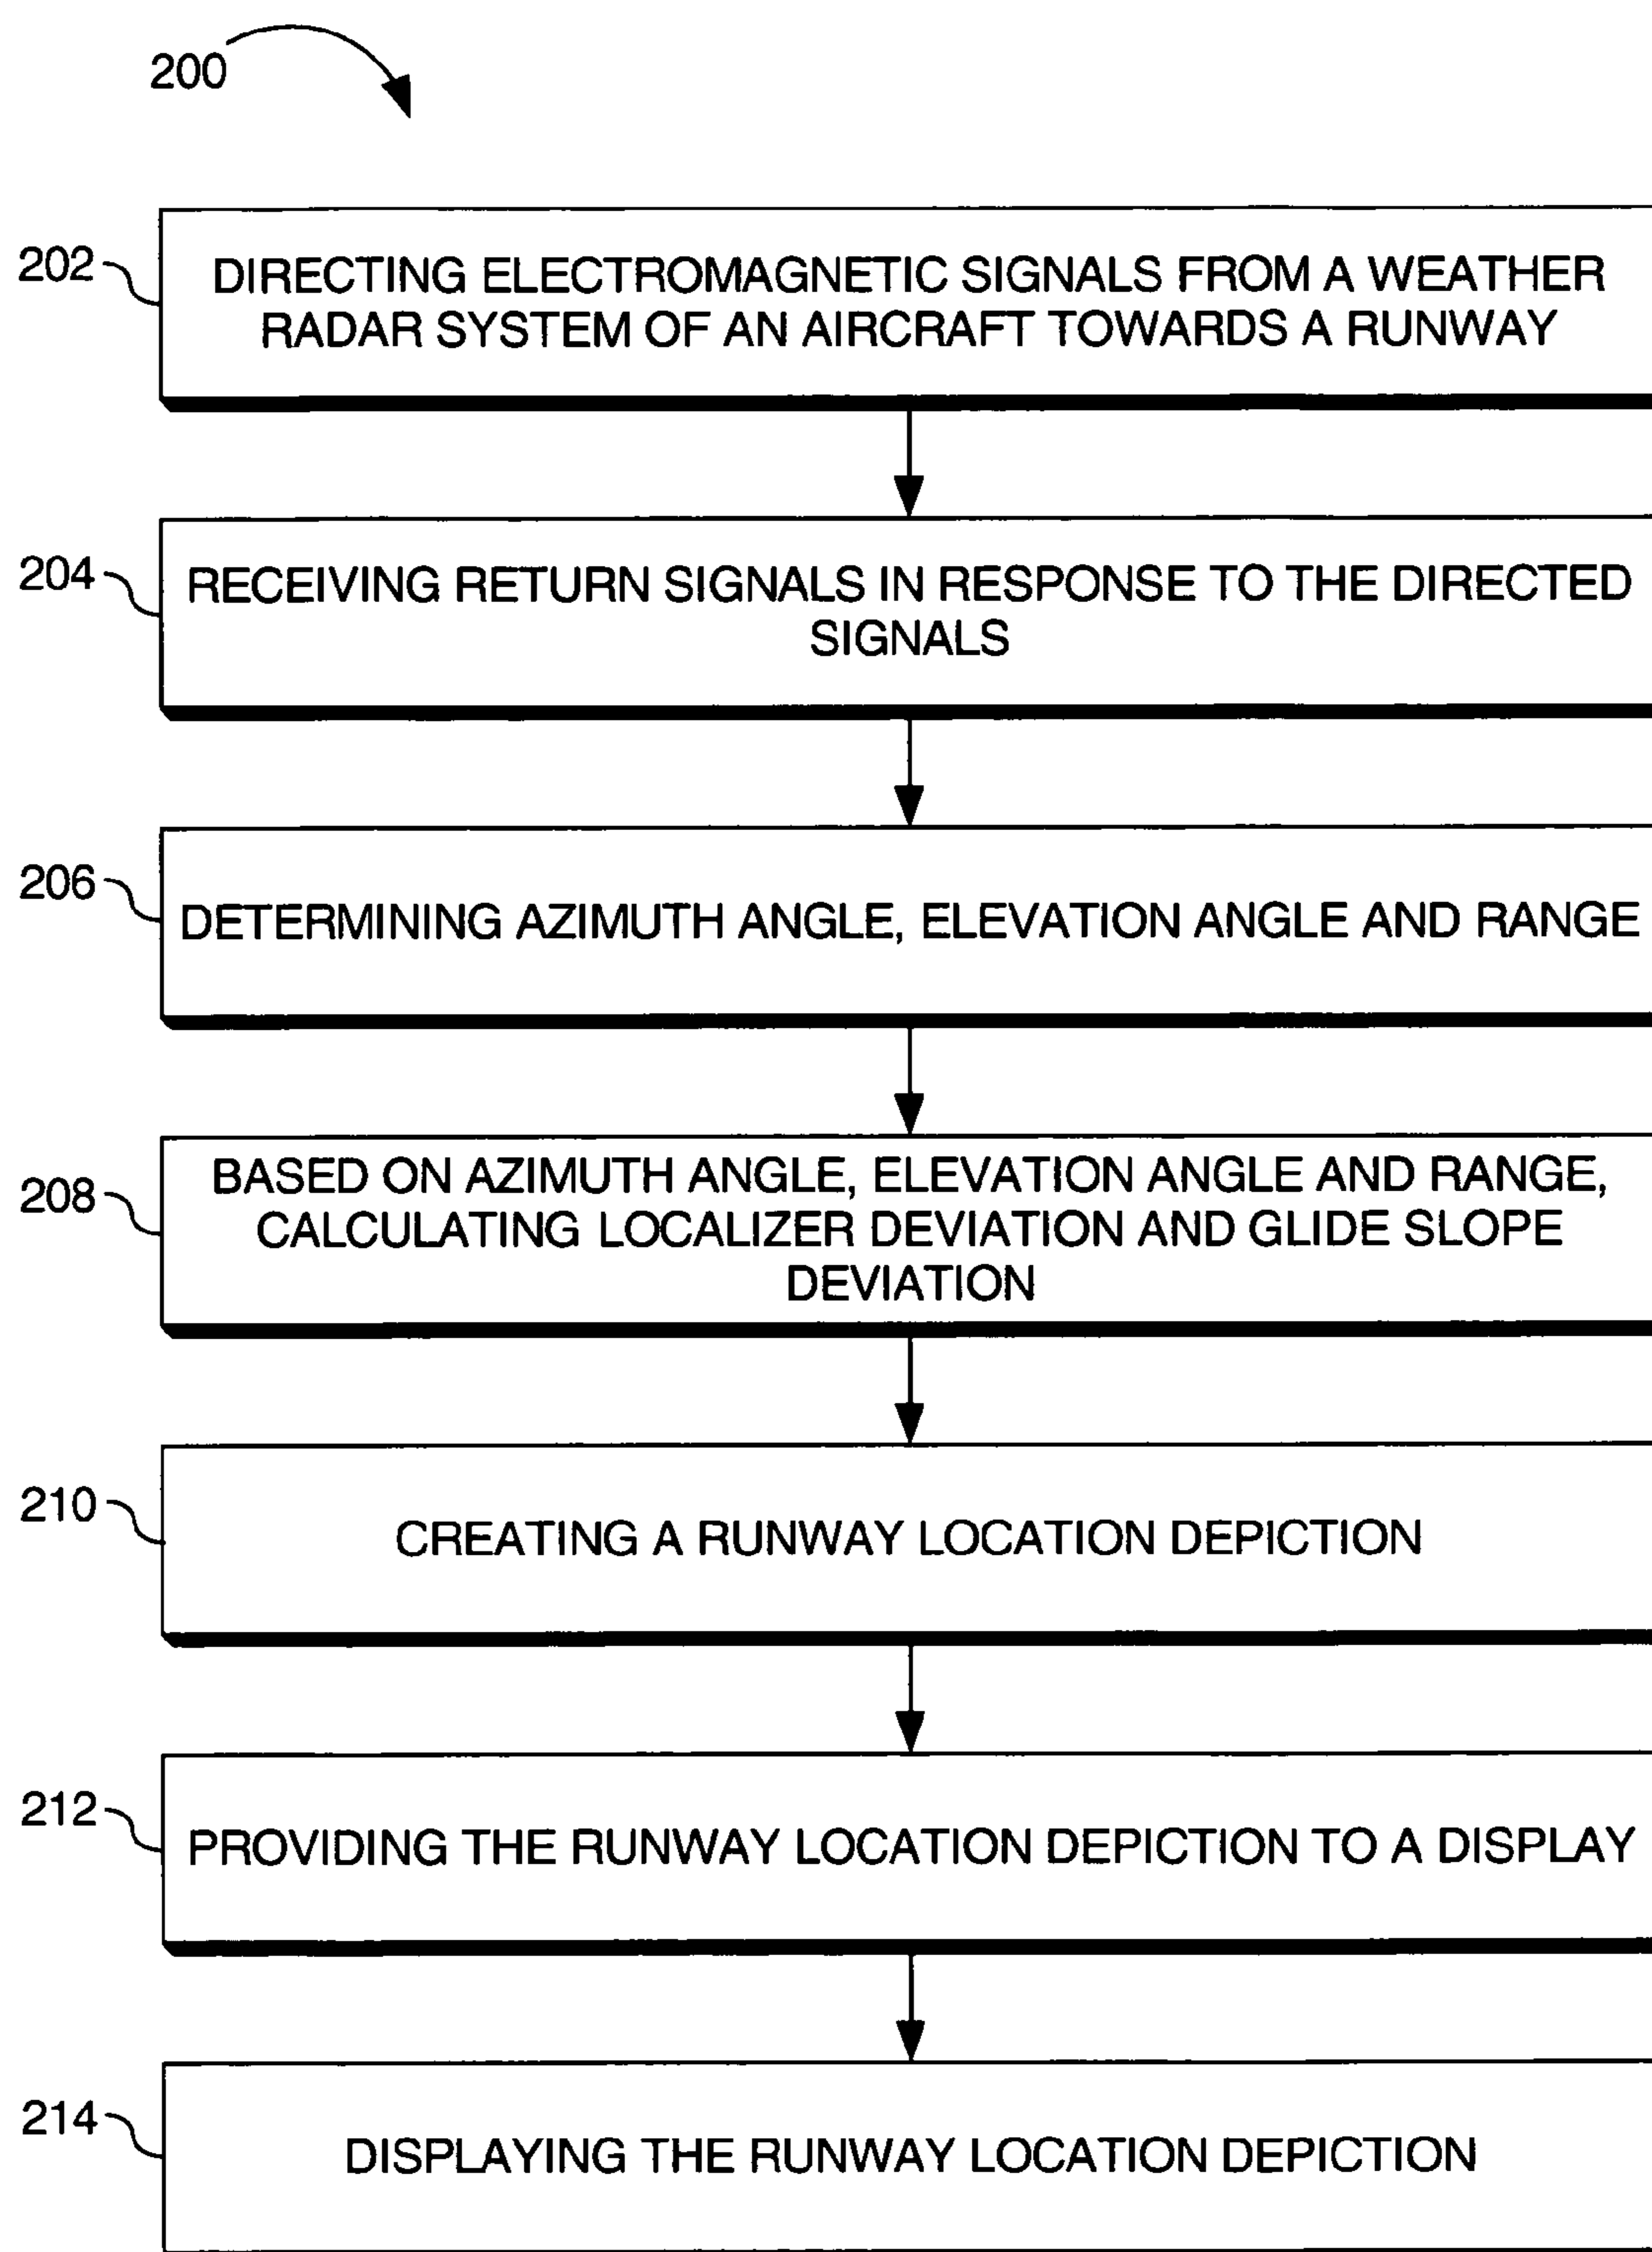 200
202
DIRECTING ELECTROMAGNETIC SIGNALS FROM A WEATHER
RADAR SYSTEM OF AN AIRCRAFT TOWARDS A RUNWAY
204
RECEIVING RETURN SIGNALS IN RESPONSE TO THE DIRECTED
SIGNALS
206
DETERMINING AZIMUTH ANGLE, ELEVATION ANGLE AND RANGE
208
BASED ON AZIMUTH ANGLE, ELEVATION ANGLE AND RANGE,
CALCULATING LOCALIZER DEVIATION AND GLIDE SLOPE
DEVIATION
210
CREATING A RUNWAY LOCATION DEPICTION
212
PROVIDING THE RUNWAY LOCATION DEPICTION TO A DISPLAY
214
DISPLAYING THE RUNWAY LOCATION DEPICTION